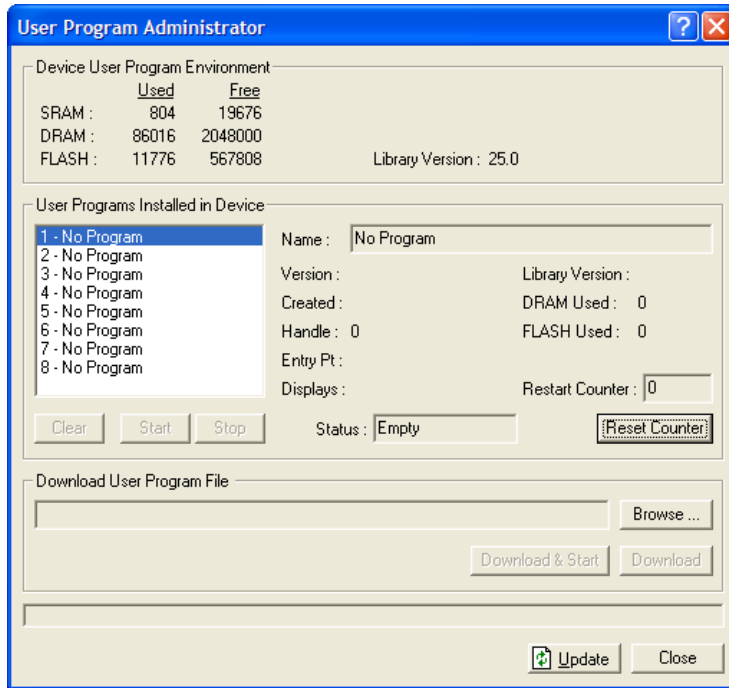 User Program Administrator
Device User Program Environment
Used Free
SRAM : 804 19676
DRAM : 86016 2048000
FLASH : 11776 567808 Library Version : 25.0
User Programs Installed in Device
1 - No Program
2 - No Program
3 - No Program
4 - No Program
5 - No Program
6 - No Program
7 - No Program
8 - No Program
Name : No Program
Version : Library Version :
Created : DRAM Used : 0
Handle : 0 FLASH Used : 0
Entry Pt :
Displays : Restart Counter : 0
Clear Start Stop Status : Empty Reset Counter
Download User Program File
Browse ...
Download & Start Download
Update Close